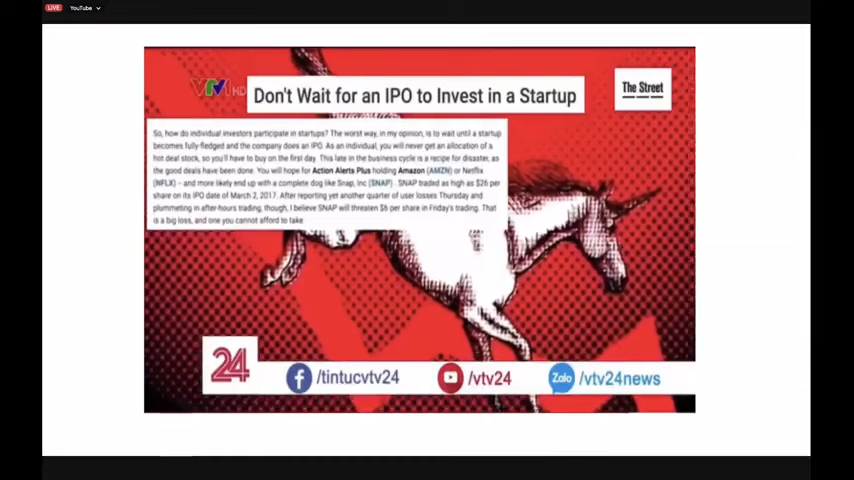 LIVE YouTube
VTV1 HD
Don't Wait for an IPO to Invest in a Startup
The Street
So, how do individual investors participate in startups? The worst way, in my opinion, is to wait until a startup
becomes fully-fledged and the company does an IPO. As an individual, you will never get an allocation of a
hot deal stock, so you'll have to buy on the first day. This late in the business cycle is a recipe for disaster, as
the good deals have been done. You will hope for Action Alerts Plus holding Amazon (AMZN) or Netflix
(NFLX) – and more likely end up with a complete dog like Snap, Inc (SNAP) . SNAP traded as high as $26 per
share on its IPO date of March 2, 2017. After reporting yet another quarter of user losses Thursday and
plummeting in after-hours trading, though, I believe SNAP will threaten $6 per share in Friday's trading. That
is a big loss, and one you cannot afford to take
24
/tintucvtv24
/vtv24
Zalo /vtv24news